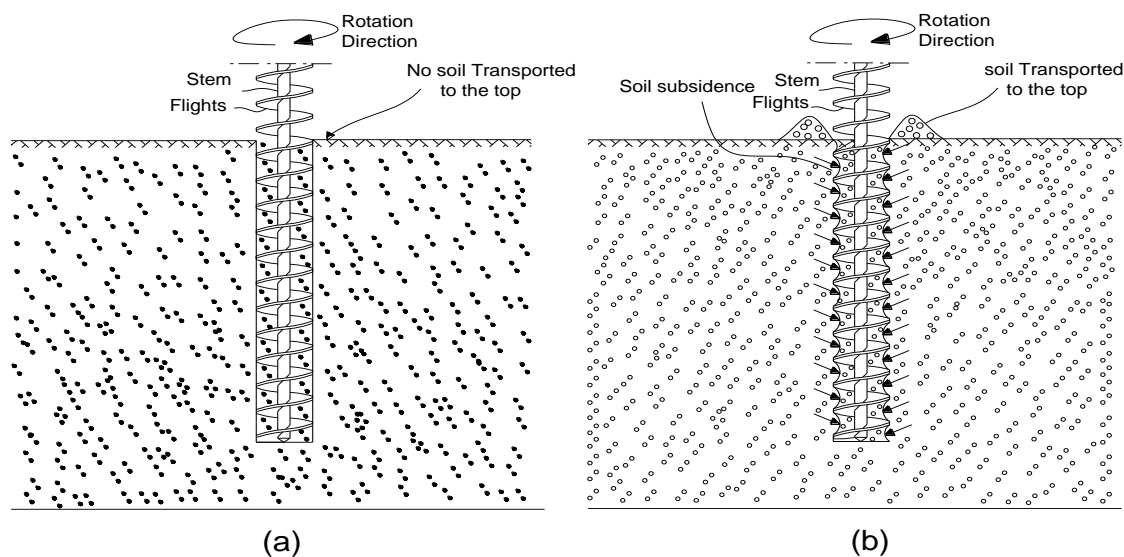 Rotation
Direction
Stem
Flights
No soil Transported
to the top
(a)
Rotation
Direction
Soil subsidence
Stem
Flights
soil Transported
to the top
(b)